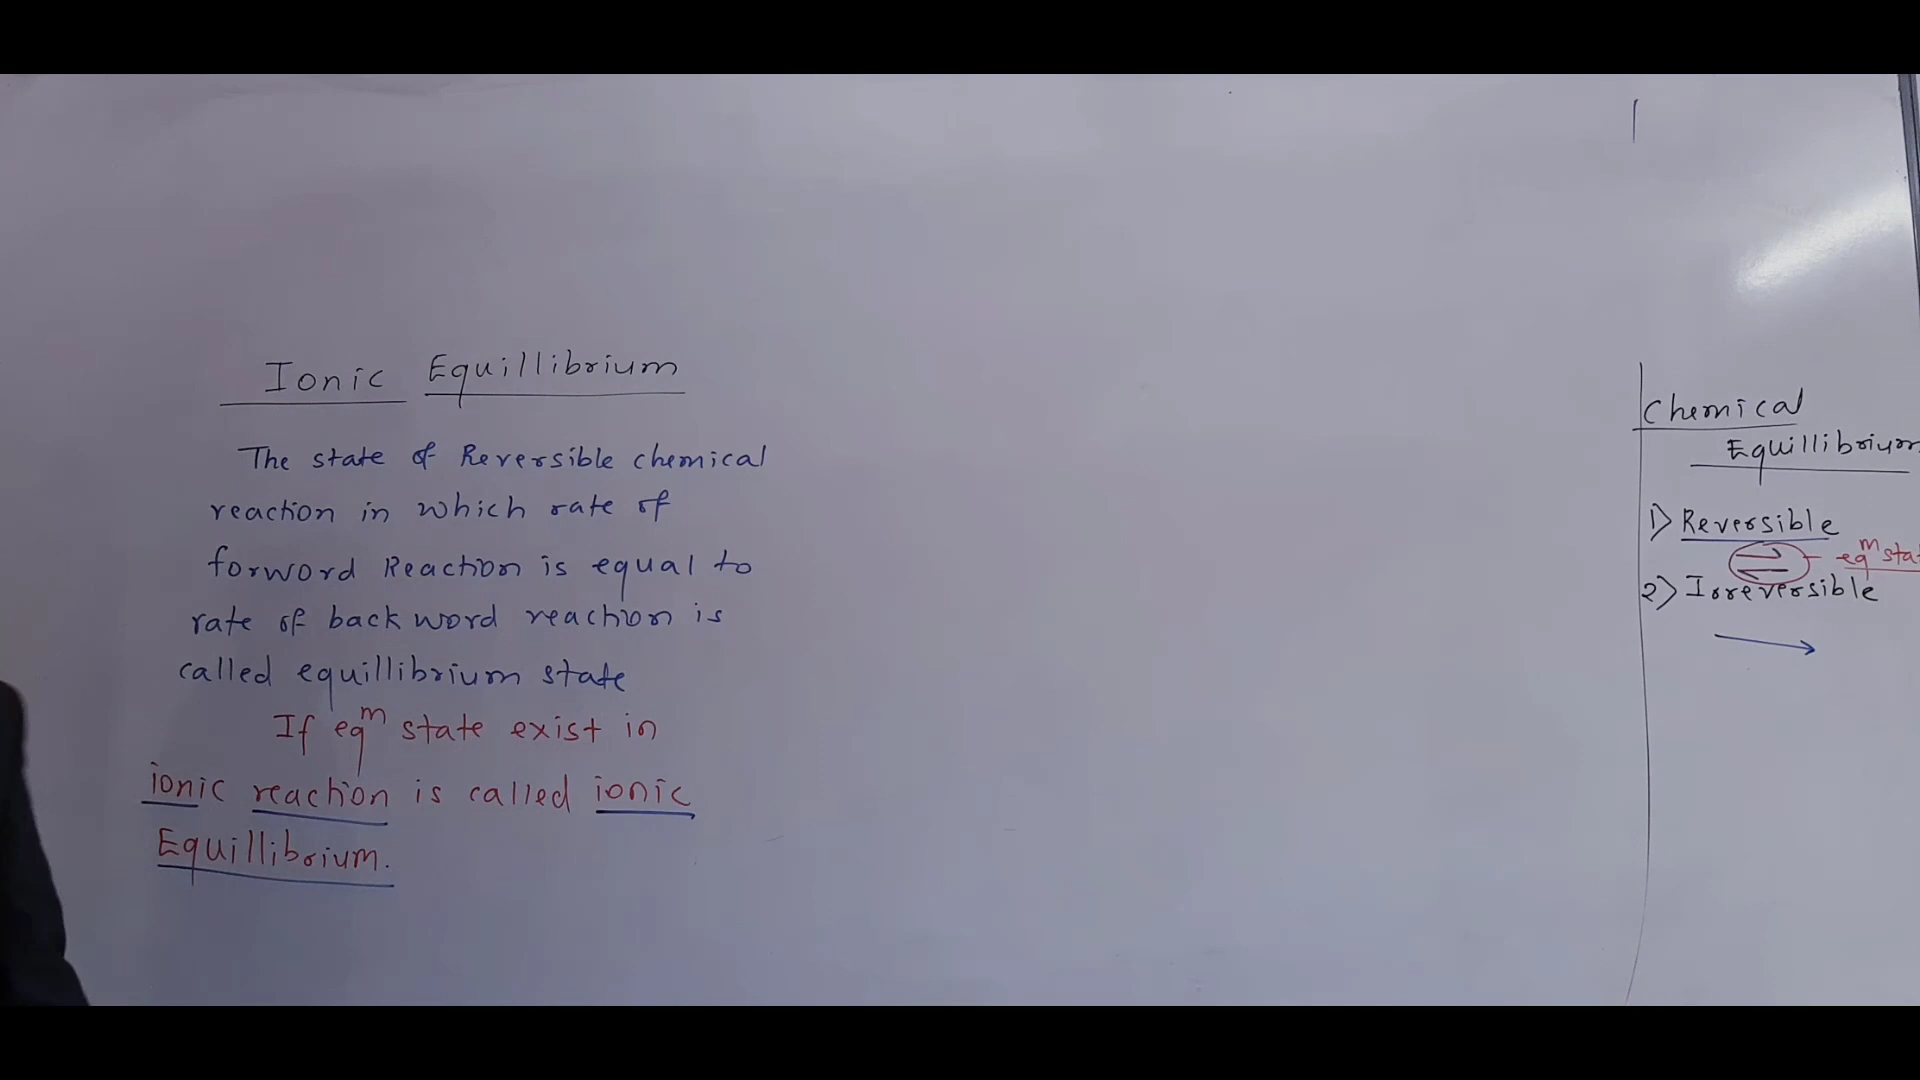 Ionic Equillibrium
The state of Reversible chemical
reaction in which rate of
forword Reaction is equal to
rate of backword reaction is
called equillibrium state
If eqm state exist in
ionic reaction is called ionic
Equillibrium.
Chemical
Equillibrium
1) Reversible
⇌ eqm sta
2) Irreversible
→